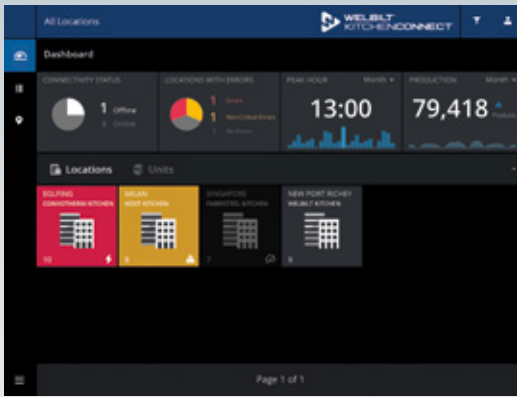 All Locations
WELBILT
KITCHENCONNECT
Dashboard
CONNECTIVITY STATUS
1 Offline
3 Online
LOCATIONS WITH ERRORS
1 Errors
1 Non-Critical Errors
1 No Errors
PEAK HOUR
Month
13:00
PRODUCTION
Month
79,418
Locations
Units
EGLFING
CONVOTHERM KITCHEN
10
MILAN
HOST KITCHEN
8
SINGAPORE
FABRISTEEL KITCHEN
7
NEW PORT RICHEY
WELBILT KITCHEN
9
Page 1 of 1